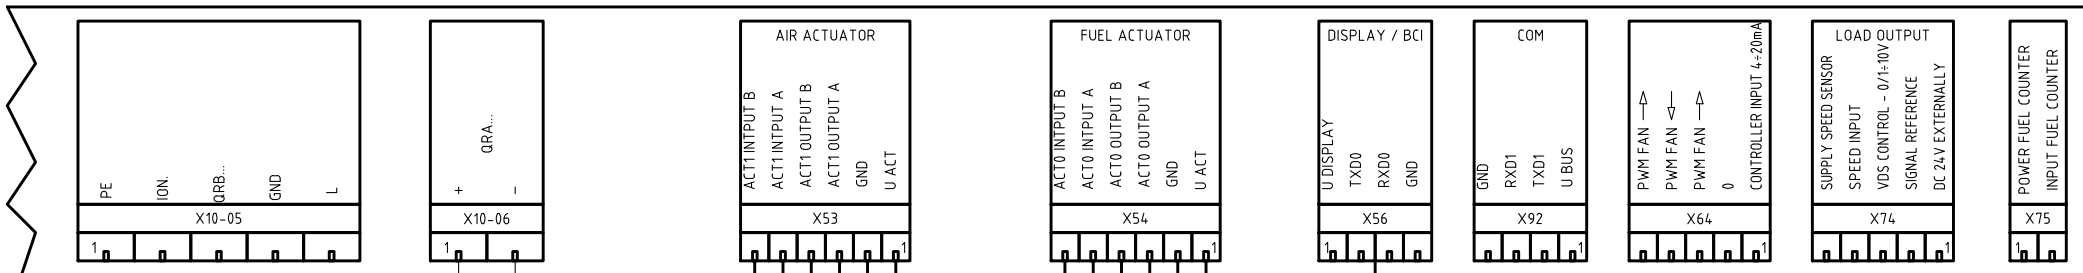 PE
ION.
QRB...
GND
L
X10-05
1
QRA...
+
-
X10-06
1
AIR ACTUATOR
ACT1 INTPUT B
ACT1 INTPUT A
ACT1 OUTPUT B
ACT1 OUTPUT A
GND
U ACT
X53
1
FUEL ACTUATOR
ACT0 INTPUT B
ACT0 INTPUT A
ACT0 OUTPUT B
ACT0 OUTPUT A
GND
U ACT
X54
1
DISPLAY / BCI
U DISPLAY
TXD0
RXD0
GND
X56
1
COM
GND
RXD1
TXD1
U BUS
X92
1
PWM FAN
PWM FAN
PWM FAN
0
CONTROLLER INPUT 4÷20mA
X64
1
LOAD OUTPUT
SUPPLY SPEED SENSOR
SPEED INPUT
VDS CONTROL - 0/1÷10V
SIGNAL REFERENCE
DC 24V EXTERNALLY
X74
1
POWER FUEL COUNTER
INPUT FUEL COUNTER
X75
1